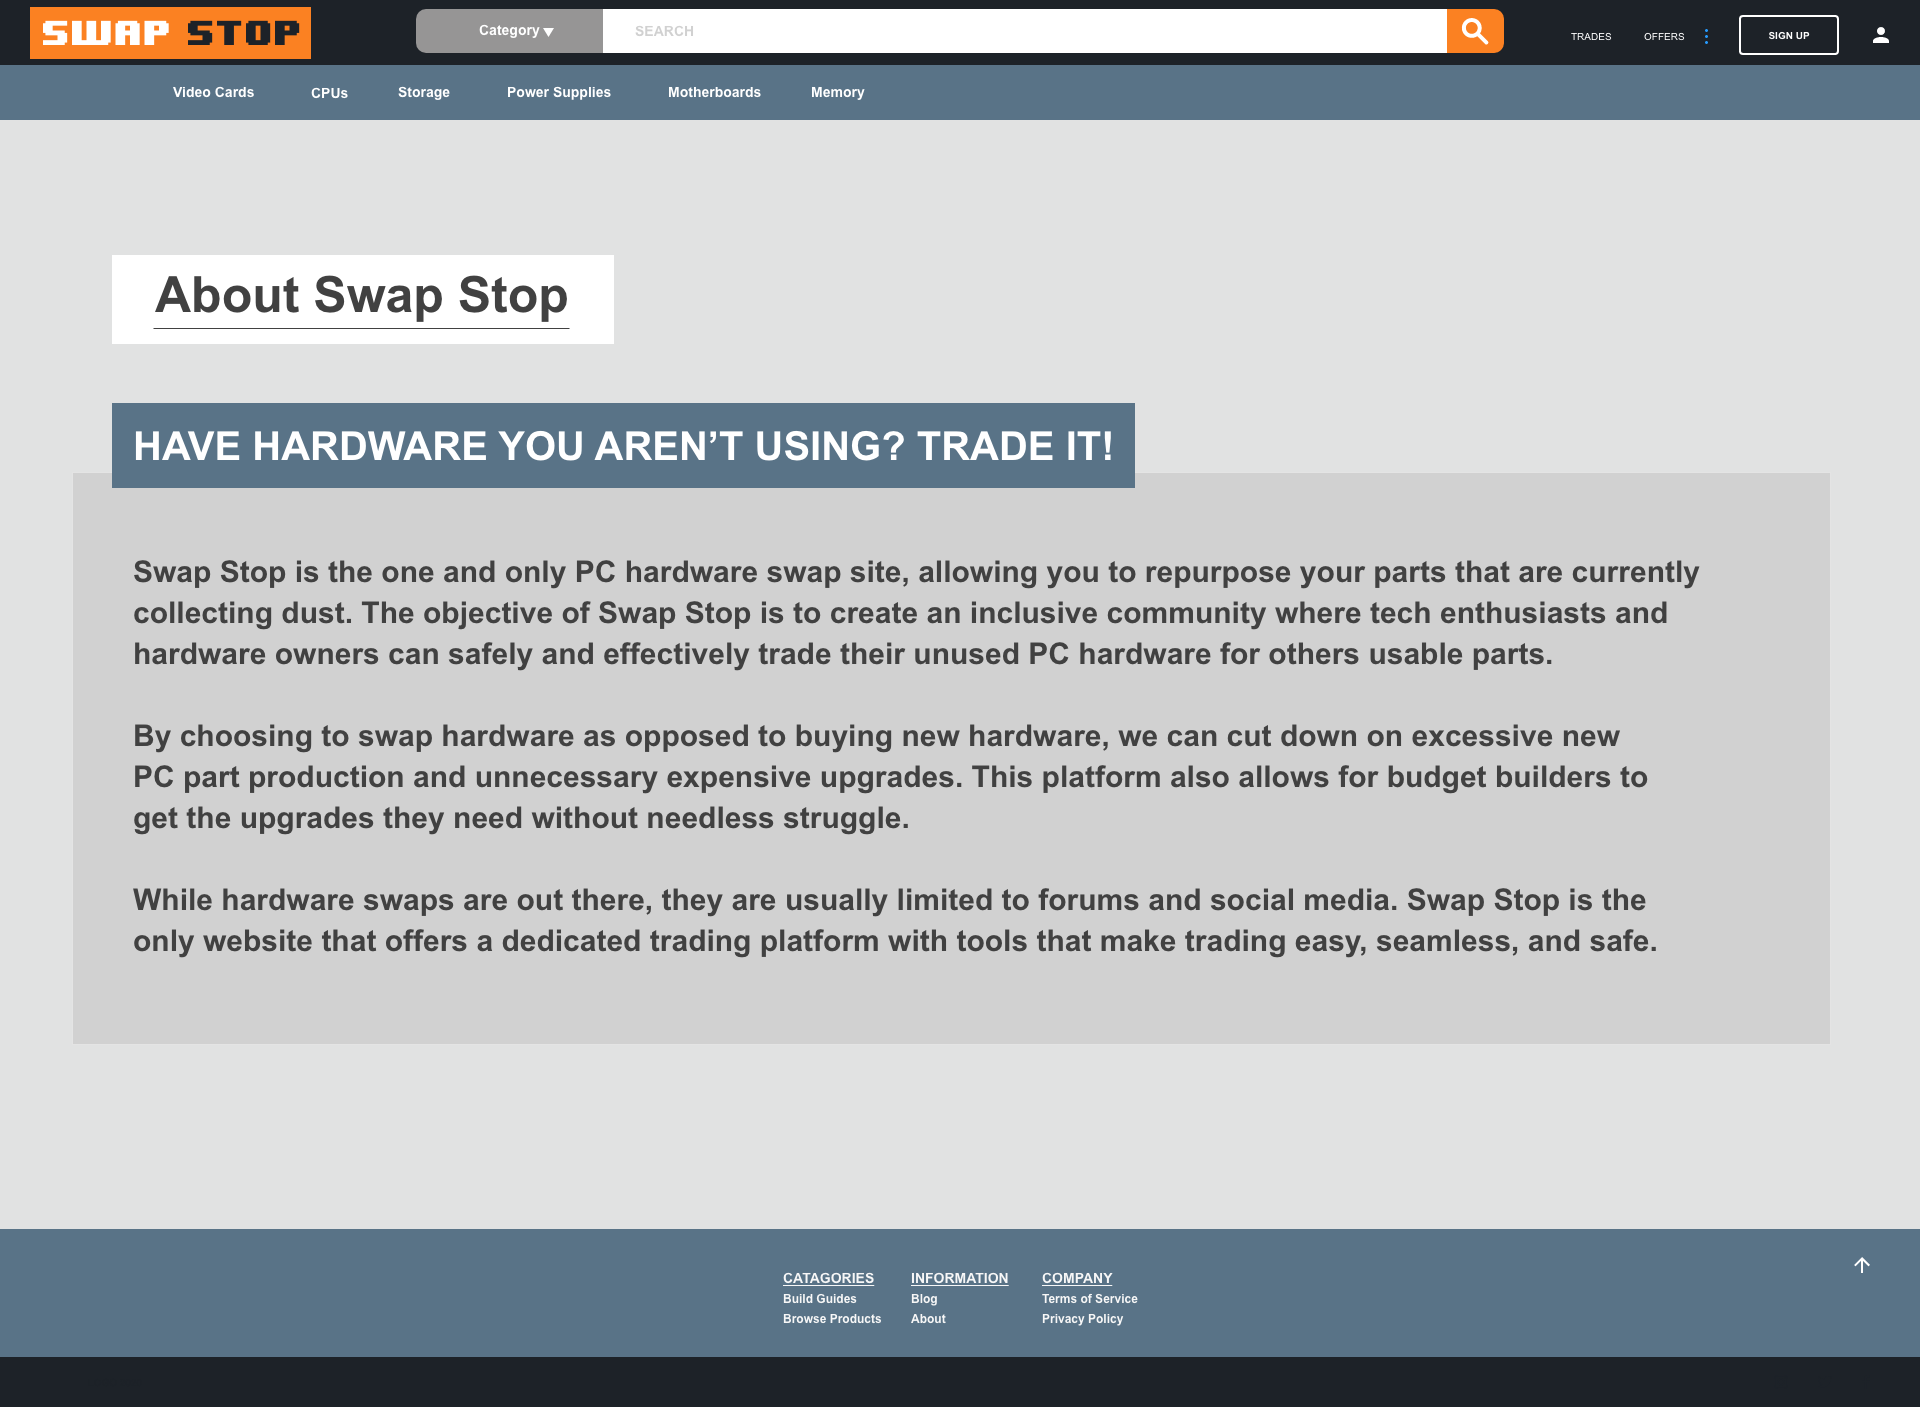 SWAP STOP
Category
SEARCH
TRADES
OFFERS
SIGN UP
Video Cards
CPUs
Storage
Power Supplies
Motherboards
Memory
About Swap Stop
HAVE HARDWARE YOU AREN’T USING? TRADE IT!
Swap Stop is the one and only PC hardware swap site, allowing you to repurpose your parts that are currently
collecting dust. The objective of Swap Stop is to create an inclusive community where tech enthusiasts and
hardware owners can safely and effectively trade their unused PC hardware for others usable parts.
By choosing to swap hardware as opposed to buying new hardware, we can cut down on excessive new
PC part production and unnecessary expensive upgrades. This platform also allows for budget builders to
get the upgrades they need without needless struggle.
While hardware swaps are out there, they are usually limited to forums and social media. Swap Stop is the
only website that offers a dedicated trading platform with tools that make trading easy, seamless, and safe.
CATAGORIES
Build Guides
Browse Products
INFORMATION
Blog
About
COMPANY
Terms of Service
Privacy Policy